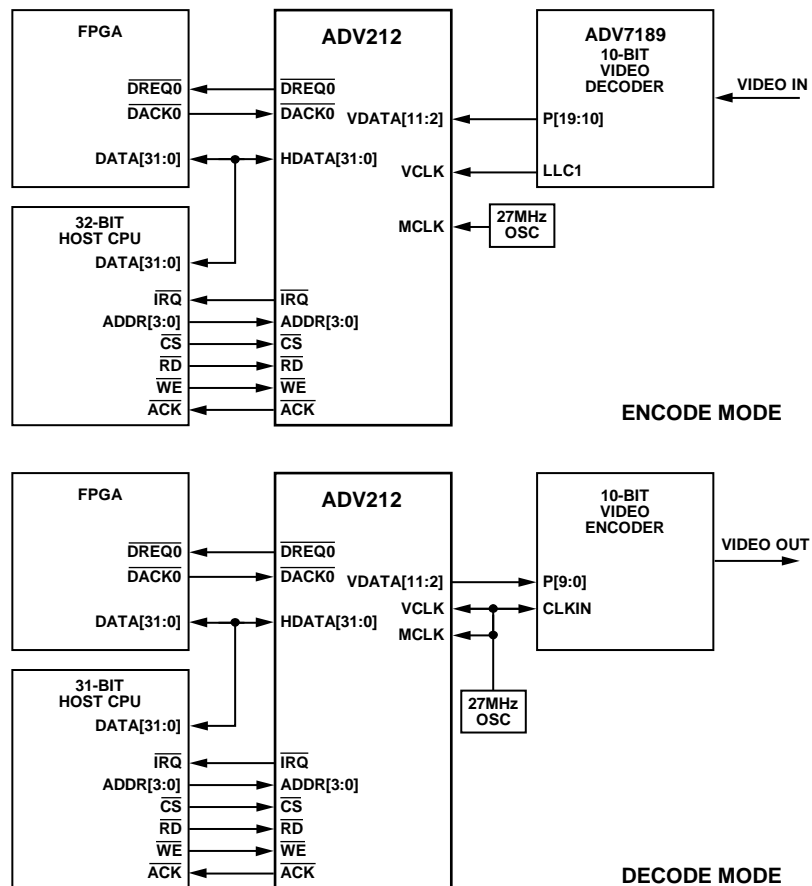 FPGA
DREQ0
DACK0
DATA[31:0]
32-BIT
HOST CPU
DATA[31:0]
IRQ
ADDR[3:0]
CS
RD
WE
ACK
ADV212
DREQ0
DACK0
HDATA[31:0]
IRQ
ADDR[3:0]
CS
RD
WE
ACK
VDATA[11:2]
VCLK
MCLK
ADV7189
10-BIT
VIDEO
DECODER
P[19:10]
LLC1
VIDEO IN
27MHz
OSC
ENCODE MODE
FPGA
DREQ0
DACK0
DATA[31:0]
31-BIT
HOST CPU
DATA[31:0]
IRQ
ADDR[3:0]
CS
RD
WE
ACK
ADV212
DREQ0
DACK0
HDATA[31:0]
IRQ
ADDR[3:0]
CS
RD
WE
ACK
VDATA[11:2]
VCLK
MCLK
10-BIT
VIDEO
ENCODER
P[9:0]
CLKIN
VIDEO OUT
27MHz
OSC
DECODE MODE